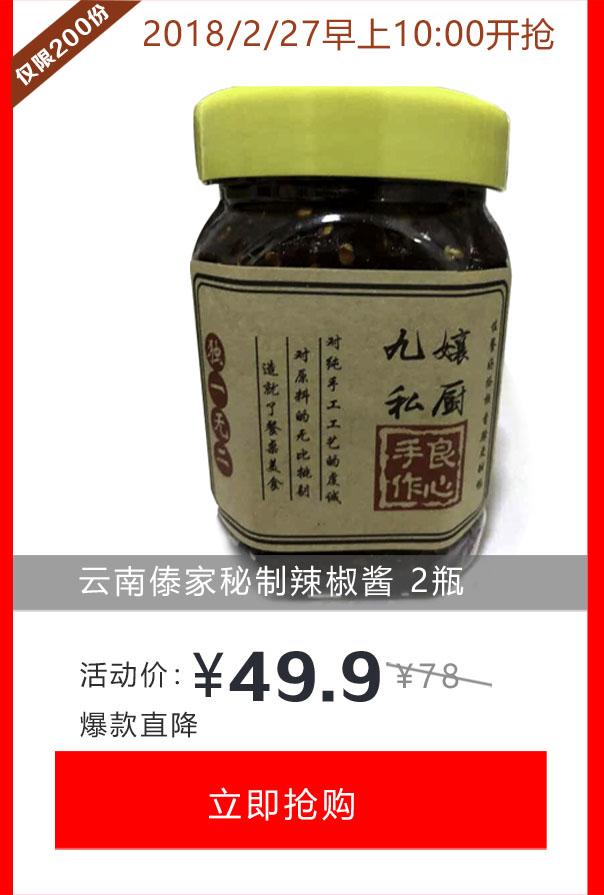 仅限200份
2018/2/27早上10:00开抢
九孃
私厨
良心
手作
对纯手工工艺的虔诚
对原料的无比挑剔
造就了餐桌美食
独一无二
云南傣家秘制辣椒酱 2瓶
活动价：¥49.9 ¥78
爆款直降
立即抢购